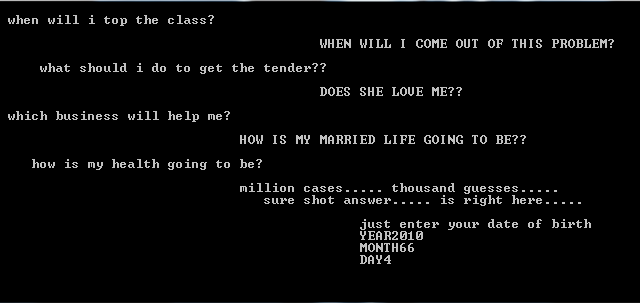 when will i top the class?
WHEN WILL I COME OUT OF THIS PROBLEM?
what should i do to get the tender??
DOES SHE LOVE ME??
which business will help me?
HOW IS MY MARRIED LIFE GOING TO BE??
how is my health going to be?
million cases..... thousand guesses.....
sure shot answer..... is right here.....
just enter your date of birth
YEAR2010
MONTH66
DAY4